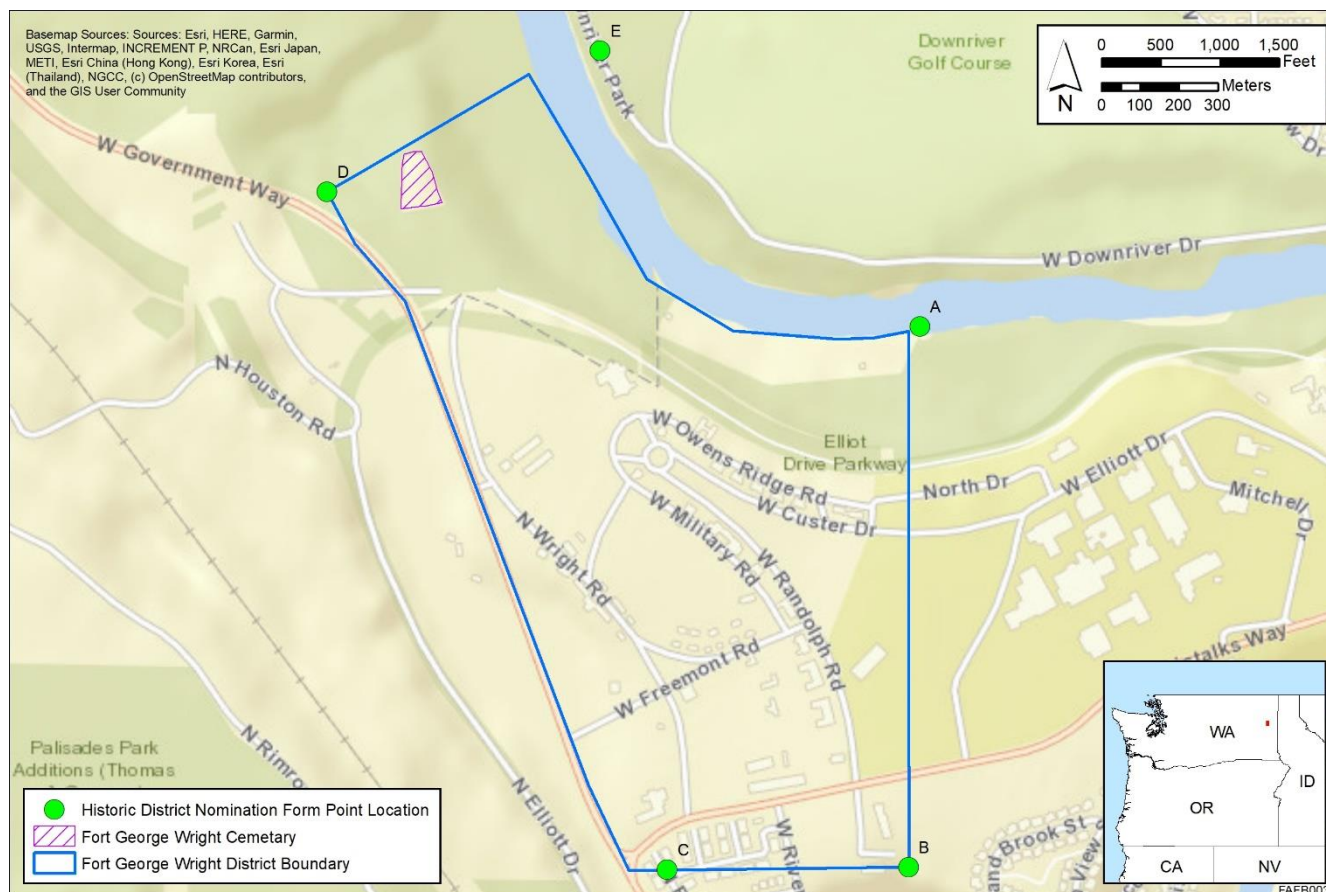 Basemap Sources: Sources: Esri, HERE, Garmin,
USGS, Intermap, INCREMENT P, NRCan, Esri Japan,
METI, Esri China (Hong Kong), Esri Korea, Esri
(Thailand), NGCC, (c) OpenStreetMap contributors,
and the GIS User Community
E
Park
Downriver
Golf Course
0 500 1,000 1,500
Feet
Meters
0 100 200 300
N
W Government Way
D
W Downriver Dr
A
N Houston Rd
W Owens Ridge Rd
Elliot
Drive Parkway
North Dr
W Elliott Dr
Mitchell Dr
W Custer Dr
W Military Rd
N Wright Rd
W Randolph Rd
W Freemont Rd
Palisades Park
Additions (Thomas
N Elliott Dr
Way
WA
ID
OR
CA
NV
C
B
Brook St
View
Historic District Nomination Form Point Location
Fort George Wright Cemetary
Fort George Wright District Boundary